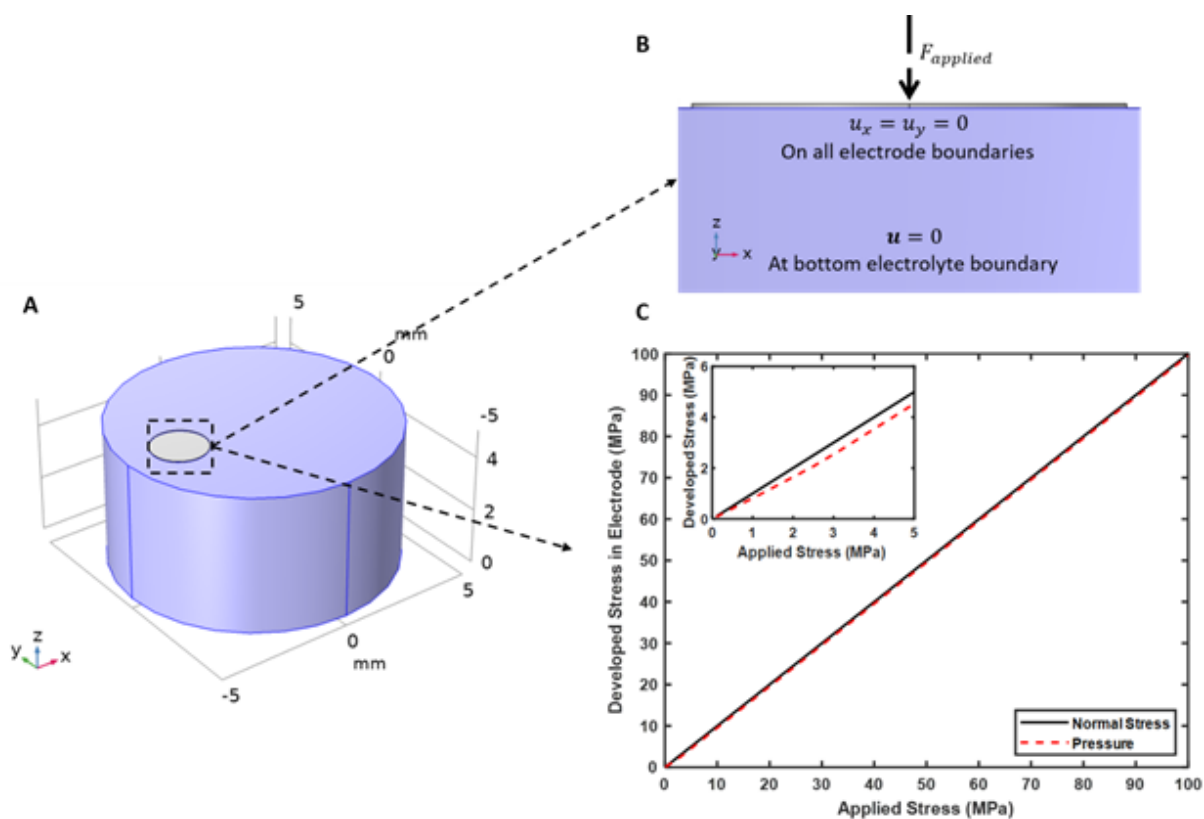 B
F_applied
u_x = u_y = 0
On all electrode boundaries
z
y x
u = 0
At bottom electrolyte boundary
A
5
mm
0
-5
4
2
0
5
0
mm
-5
z
y x
C
Developed Stress in Electrode (MPa)
100
90
80
70
60
50
40
30
20
10
0
0 10 20 30 40 50 60 70 80 90 100
Applied Stress (MPa)
Developed Stress (MPa)
6
4
2
0
0 1 2 3 4 5
Applied Stress (MPa)
Normal Stress
Pressure